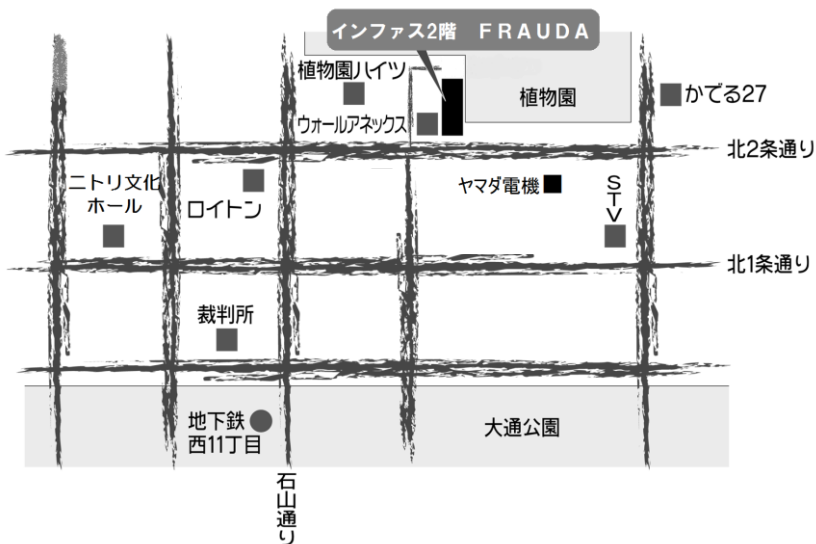 インファス2階 FRAUDA
植物園ハイツ
植物園
かでる27
ウォールアネックス
北2条通り
ニトリ文化
ホール
ロイトン
ヤマダ電機
STV
北1条通り
裁判所
地下鉄
西11丁目
大通公園
石山通り